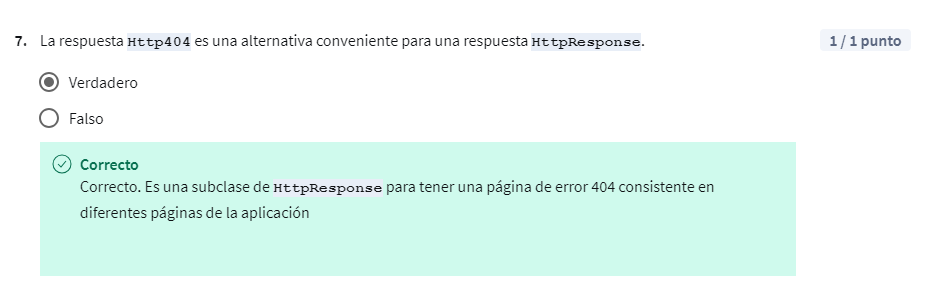 7. La respuesta Http404 es una alternativa conveniente para una respuesta HttpResponse. 1 / 1 punto
Verdadero
Falso
Correcto
Correcto. Es una subclase de HttpResponse para tener una página de error 404 consistente en
diferentes páginas de la aplicación